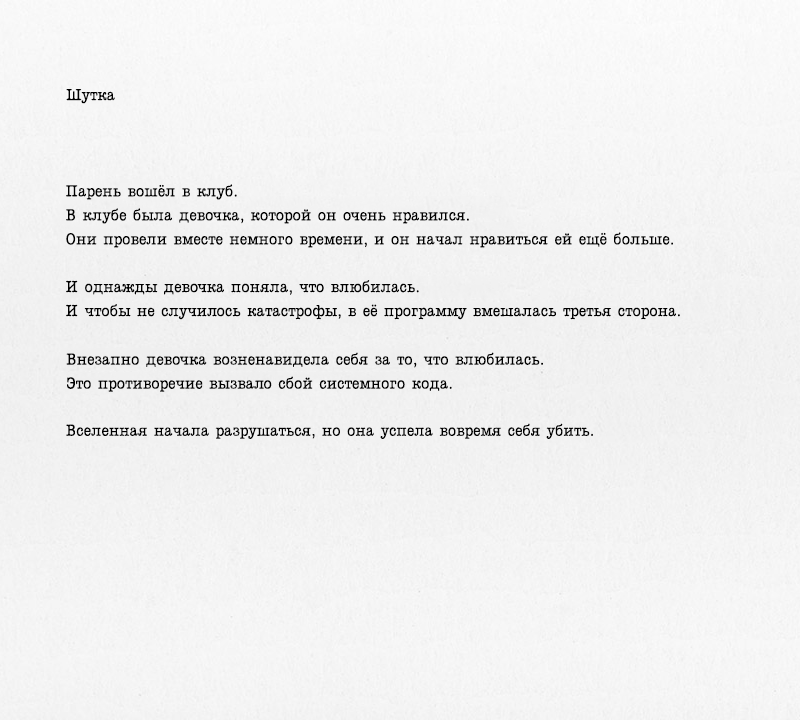 Шутка
Парень вошёл в клуб.
В клубе была девочка, которой он очень нравился.
Они провели вместе немного времени, и он начал нравиться ей ещё больше.
И однажды девочка поняла, что влюбилась.
И чтобы не случилось катастрофы, в её программу вмешалась третья сторона.
Внезапно девочка возненавидела себя за то, что влюбилась.
Это противоречие вызвало сбой системного кода.
Вселенная начала разрушаться, но она успела вовремя себя убить.